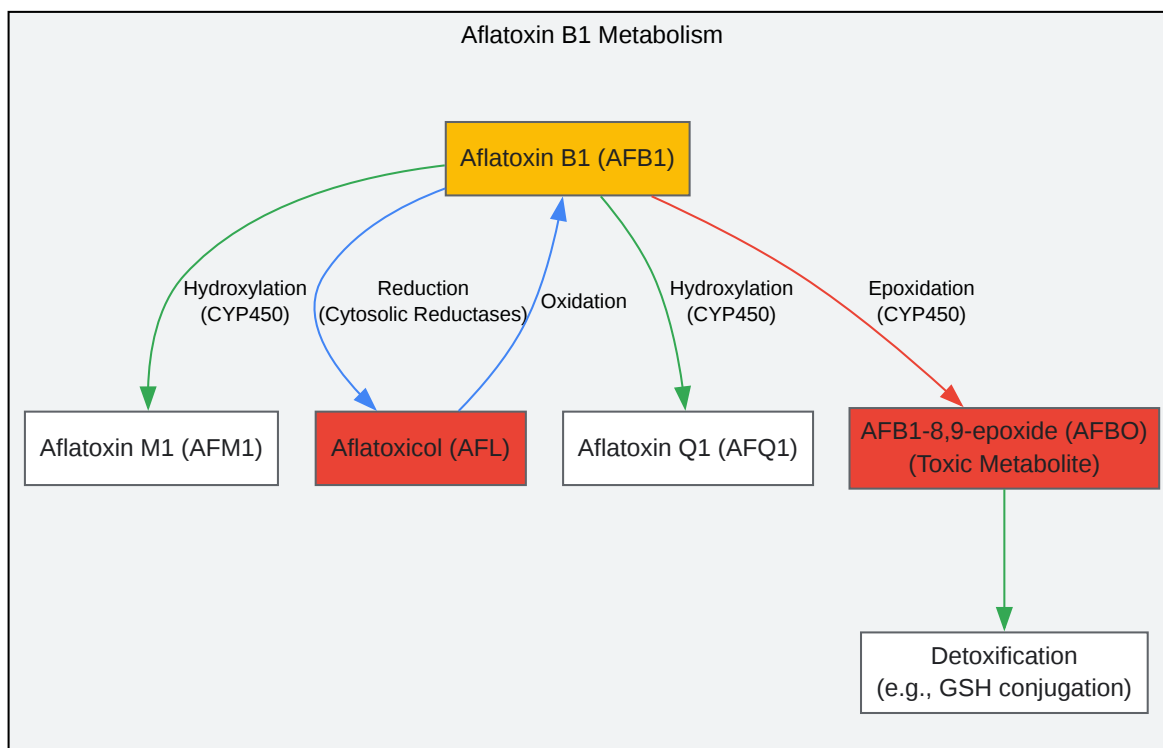 Aflatoxin B1 Metabolism
Aflatoxin B1 (AFB1)
Hydroxylation
(CYP450)
Reduction
(Cytosolic Reductases)
Oxidation
Hydroxylation
(CYP450)
Epoxidation
(CYP450)
Aflatoxin M1 (AFM1)
Aflatoxicol (AFL)
Aflatoxin Q1 (AFQ1)
AFB1-8,9-epoxide (AFBO)
(Toxic Metabolite)
Detoxification
(e.g., GSH conjugation)